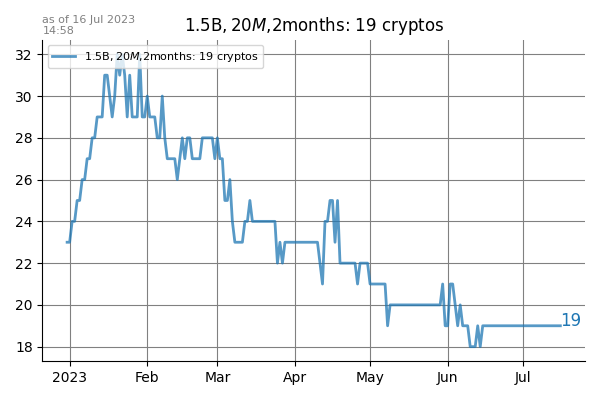 as of 16 Jul 2023
14:58
1.5B, 20M,2months: 19 cryptos
1.5B, 20M,2months: 19 cryptos
32
30
28
26
24
22
20
18
19
2023 Feb Mar Apr May Jun Jul